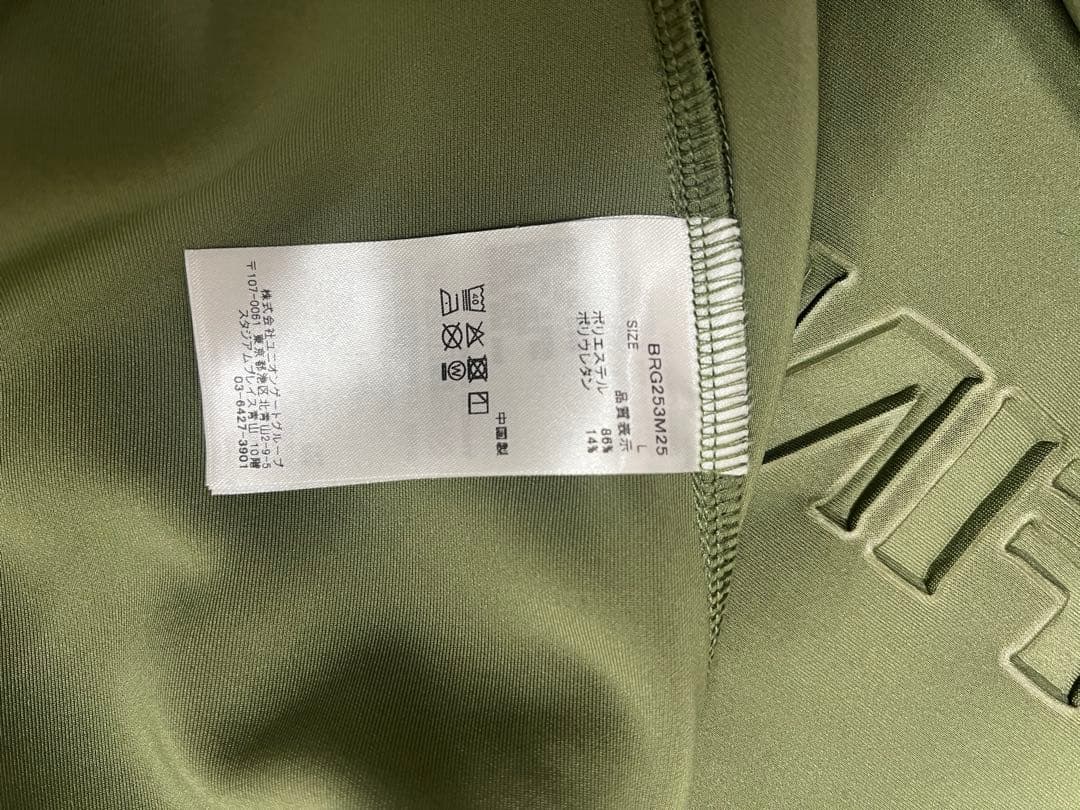 BRG253M25
SIZE L
品質表示
ポリエステル 86%
ポリウレタン 14%
中国製
40
W
株式会社ユニオンゲートグループ
〒107-0061 東京都港区北青山2-9-5
スタジアムプレイス青山 10階
03-6427-3901